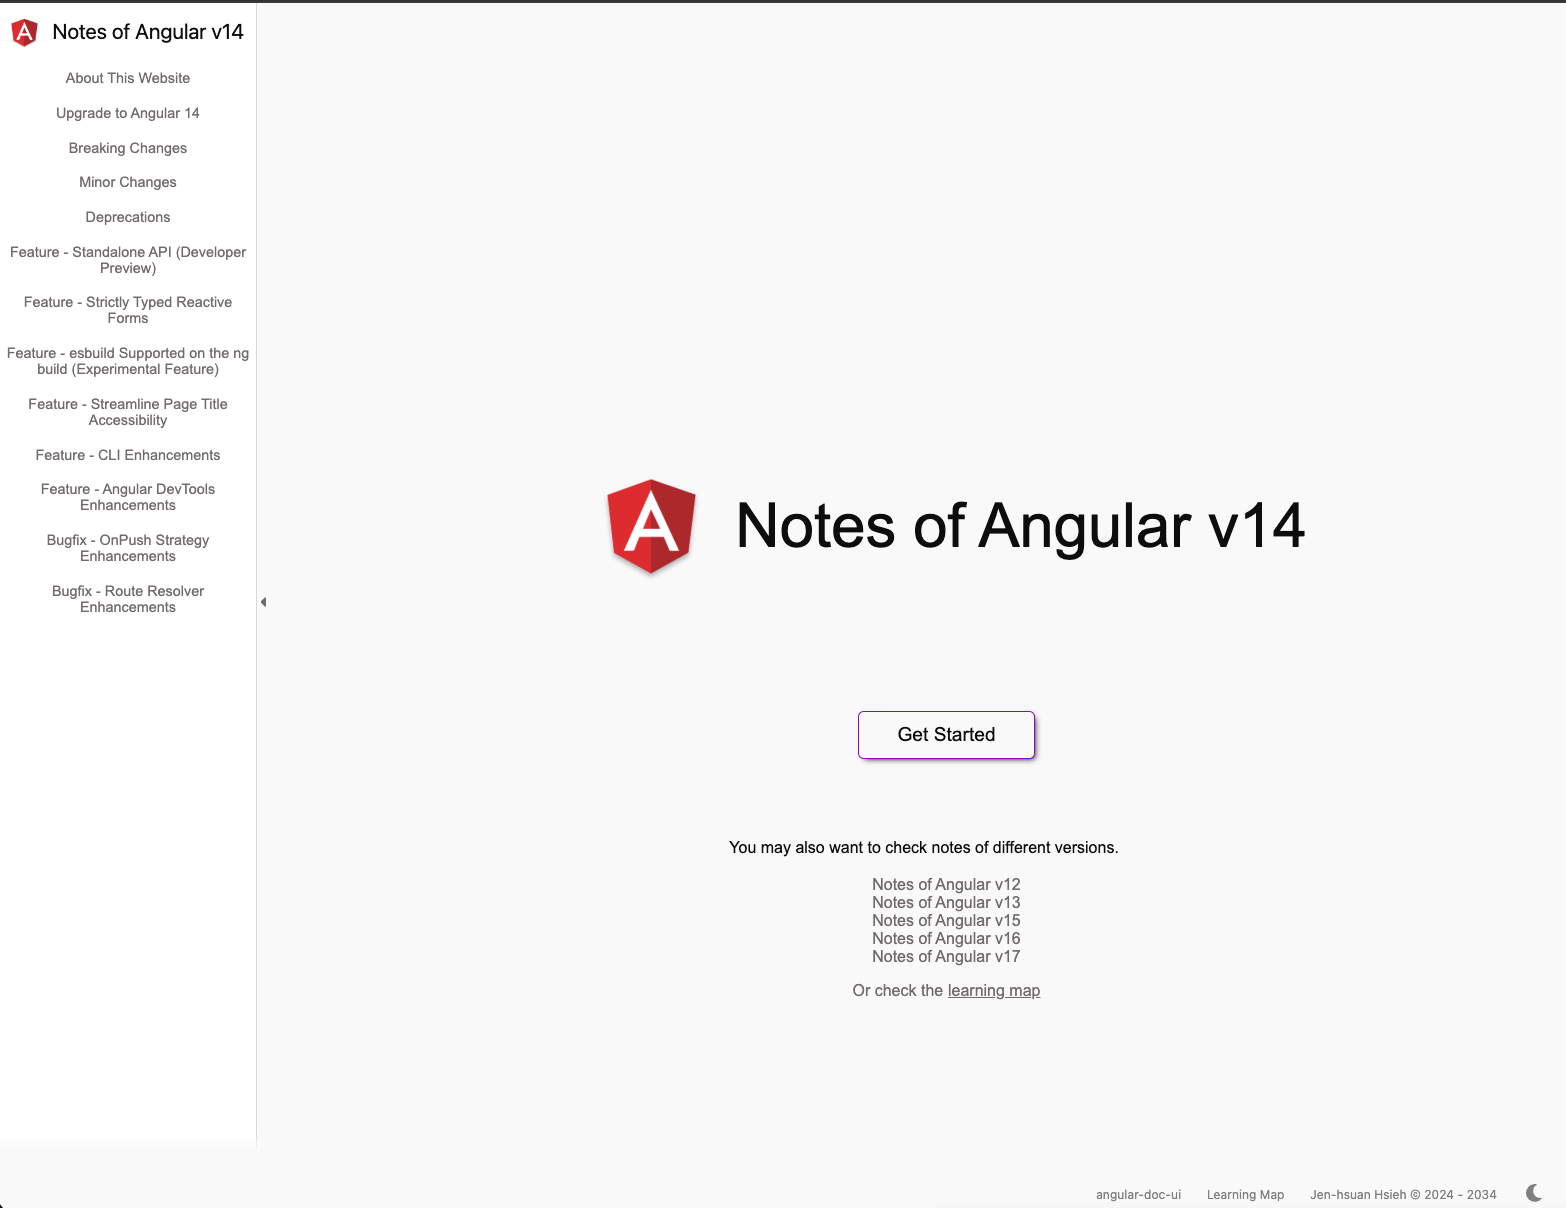 Notes of Angular v14
About This Website
Upgrade to Angular 14
Breaking Changes
Minor Changes
Deprecations
Feature - Standalone API (Developer
Preview)
Feature - Strictly Typed Reactive
Forms
Feature - esbuild Supported on the ng
build (Experimental Feature)
Feature - Streamline Page Title
Accessibility
Feature - CLI Enhancements
Feature - Angular DevTools
Enhancements
Bugfix - OnPush Strategy
Enhancements
Bugfix - Route Resolver
Enhancements
Notes of Angular v14
Get Started
You may also want to check notes of different versions.
Notes of Angular v12
Notes of Angular v13
Notes of Angular v15
Notes of Angular v16
Notes of Angular v17
Or check the learning map
angular-doc-ui Learning Map Jen-hsuan Hsieh © 2024 - 2034